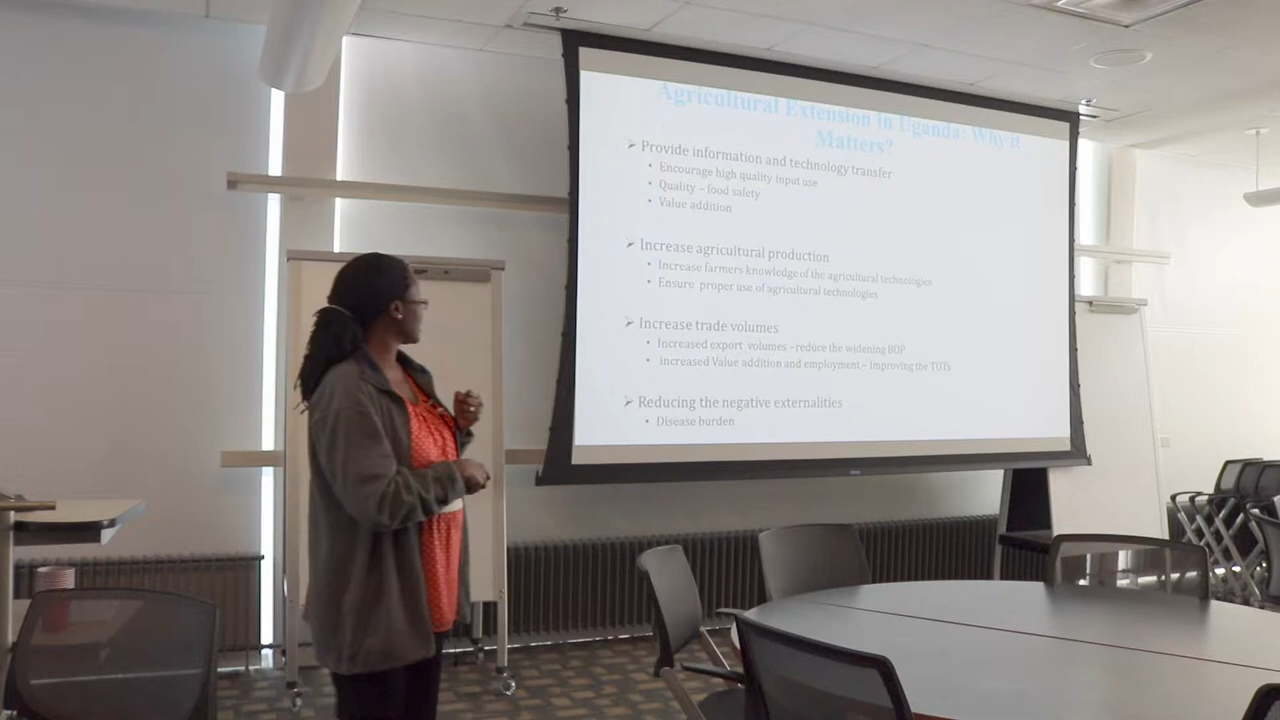 Agricultural Extension in Uganda: Why it
Matters?
➢ Provide information and technology transfer
• Encourage high quality input use
• Quality – food safety
• Value addition
➢ Increase agricultural production
• Increase farmers knowledge of the agricultural technologies
• Ensure proper use of agricultural technologies
➢ Increase trade volumes
• Increased export volumes –reduce the widening BOP
• increased Value addition and employment – improving the TOTs
➢ Reducing the negative externalities
• Disease burden